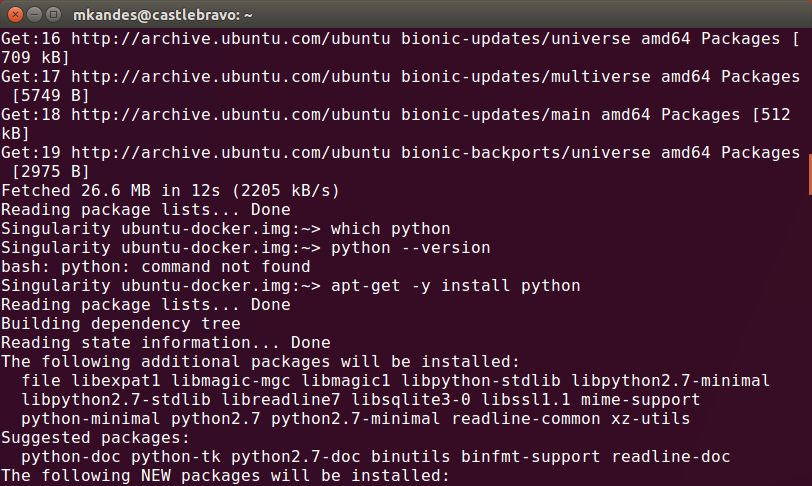 mkandes@castlebravo: ~
Get:16 http://archive.ubuntu.com/ubuntu bionic-updates/universe amd64 Packages [
709 kB]
Get:17 http://archive.ubuntu.com/ubuntu bionic-updates/multiverse amd64 Packages
 [5749 B]
Get:18 http://archive.ubuntu.com/ubuntu bionic-updates/main amd64 Packages [512
kB]
Get:19 http://archive.ubuntu.com/ubuntu bionic-backports/universe amd64 Packages
 [2975 B]
Fetched 26.6 MB in 12s (2205 kB/s)
Reading package lists... Done
Singularity ubuntu-docker.img:~> which python
Singularity ubuntu-docker.img:~> python --version
bash: python: command not found
Singularity ubuntu-docker.img:~> apt-get -y install python
Reading package lists... Done
Building dependency tree
Reading state information... Done
The following additional packages will be installed:
  file libexpat1 libmagic-mgc libmagic1 libpython-stdlib libpython2.7-minimal
  libpython2.7-stdlib libreadline7 libsqlite3-0 libssl1.1 mime-support
  python-minimal python2.7 python2.7-minimal readline-common xz-utils
Suggested packages:
  python-doc python-tk python2.7-doc binutils binfmt-support readline-doc
The following NEW packages will be installed: